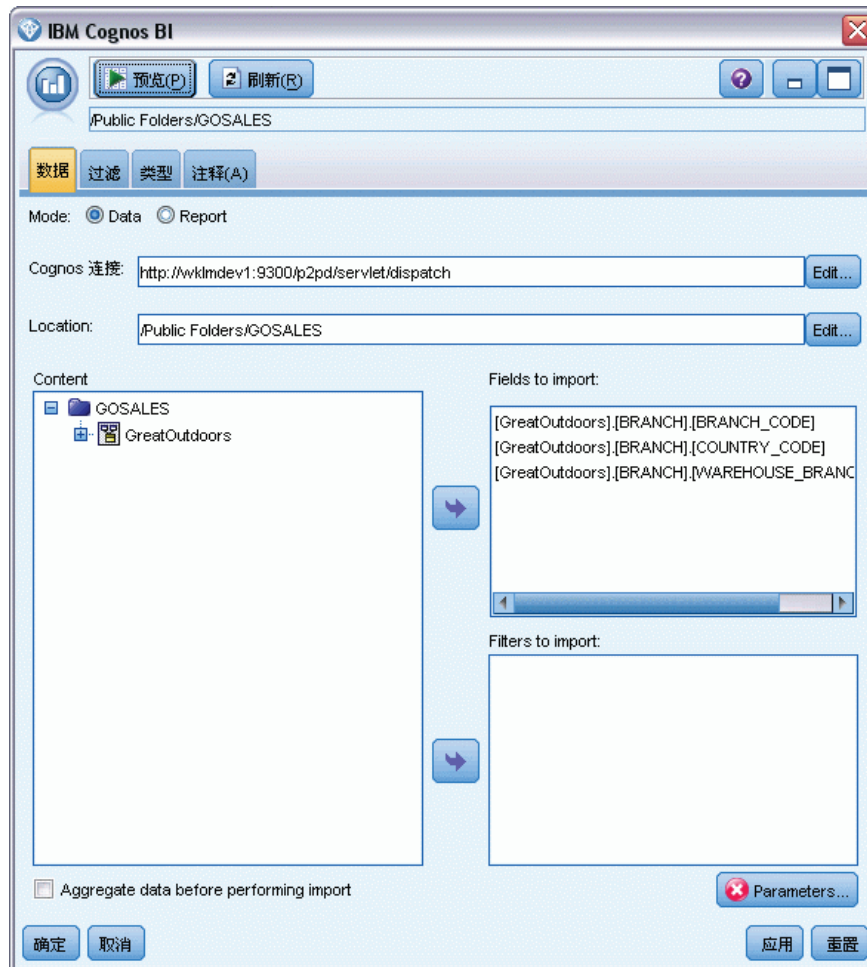 IBM Cognos BI
预览(P)
刷新(R)
/Public Folders/GOSALES
数据
过滤
类型
注释(A)
Mode: Data Report
Cognos 连接: http://wklmdev1:9300/p2pd/servlet/dispatch Edit...
Location: /Public Folders/GOSALES Edit...
Content
GOSALES
GreatOutdoors
Fields to import:
[GreatOutdoors].[BRANCH].[BRANCH_CODE]
[GreatOutdoors].[BRANCH].[COUNTRY_CODE]
[GreatOutdoors].[BRANCH].[WAREHOUSE_BRANC
Filters to import:
Aggregate data before performing import
Parameters...
确定
取消
应用
重置